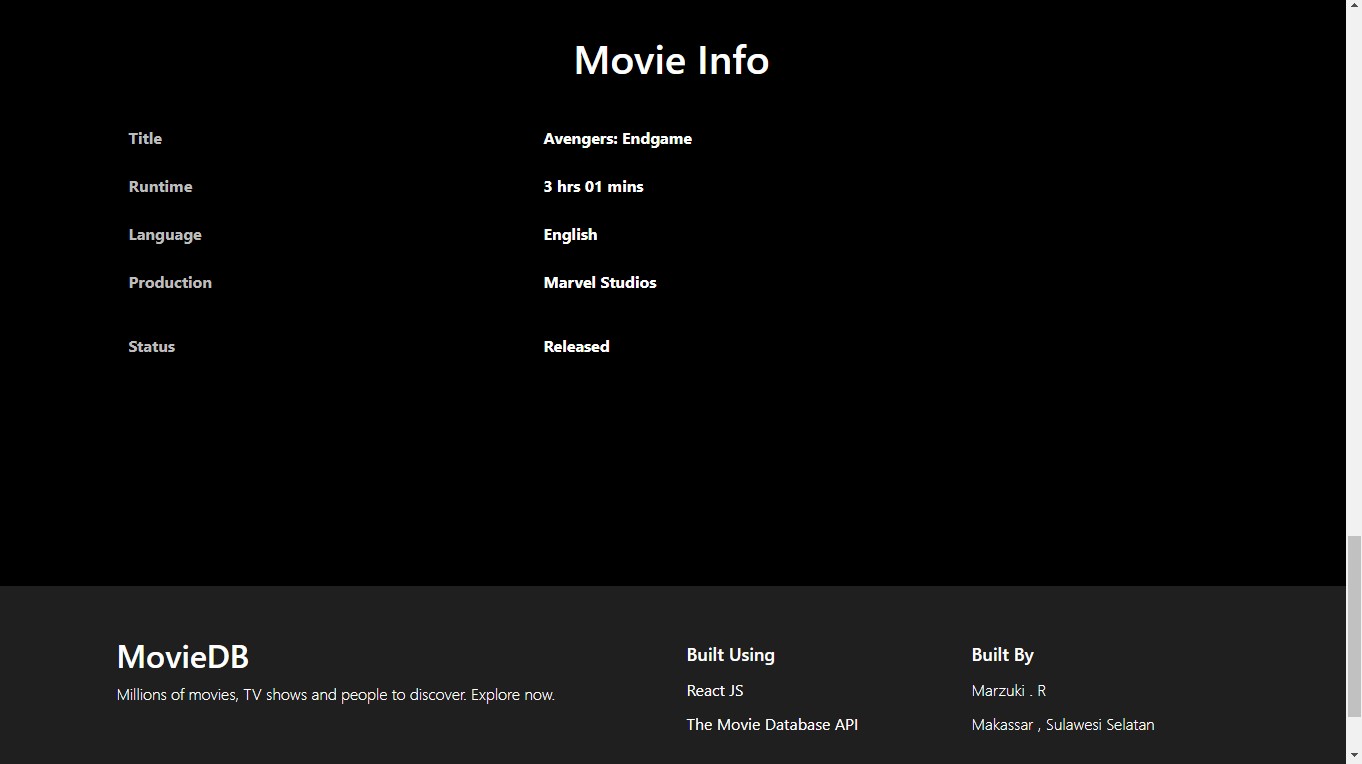 Movie Info
Title Avengers: Endgame
Runtime 3 hrs 01 mins
Language English
Production Marvel Studios
Status Released
MovieDB
Millions of movies, TV shows and people to discover. Explore now.
Built Using
React JS
The Movie Database API
Built By
Marzuki . R
Makassar , Sulawesi Selatan